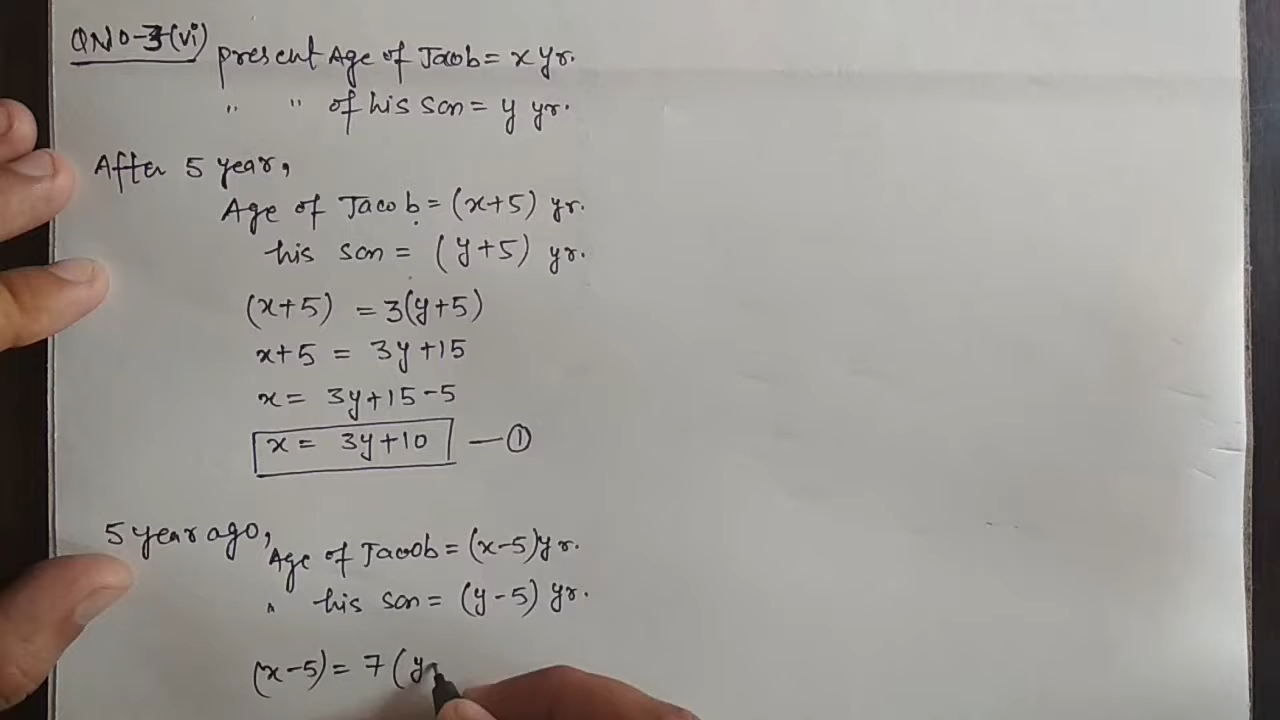 QNO-3(vi)
present Age of Jacob = x yr.
" " of his son = y yr.
After 5 year,
Age of Jacob = (x+5) yr.
his son = (y+5) yr.
(x+5) = 3(y+5)
x+5 = 3y+15
x = 3y+15-5
x = 3y+10 — ①
5 year ago,
Age of Jacob = (x-5) yr.
" his son = (y-5) yr.
(x-5) = 7(y